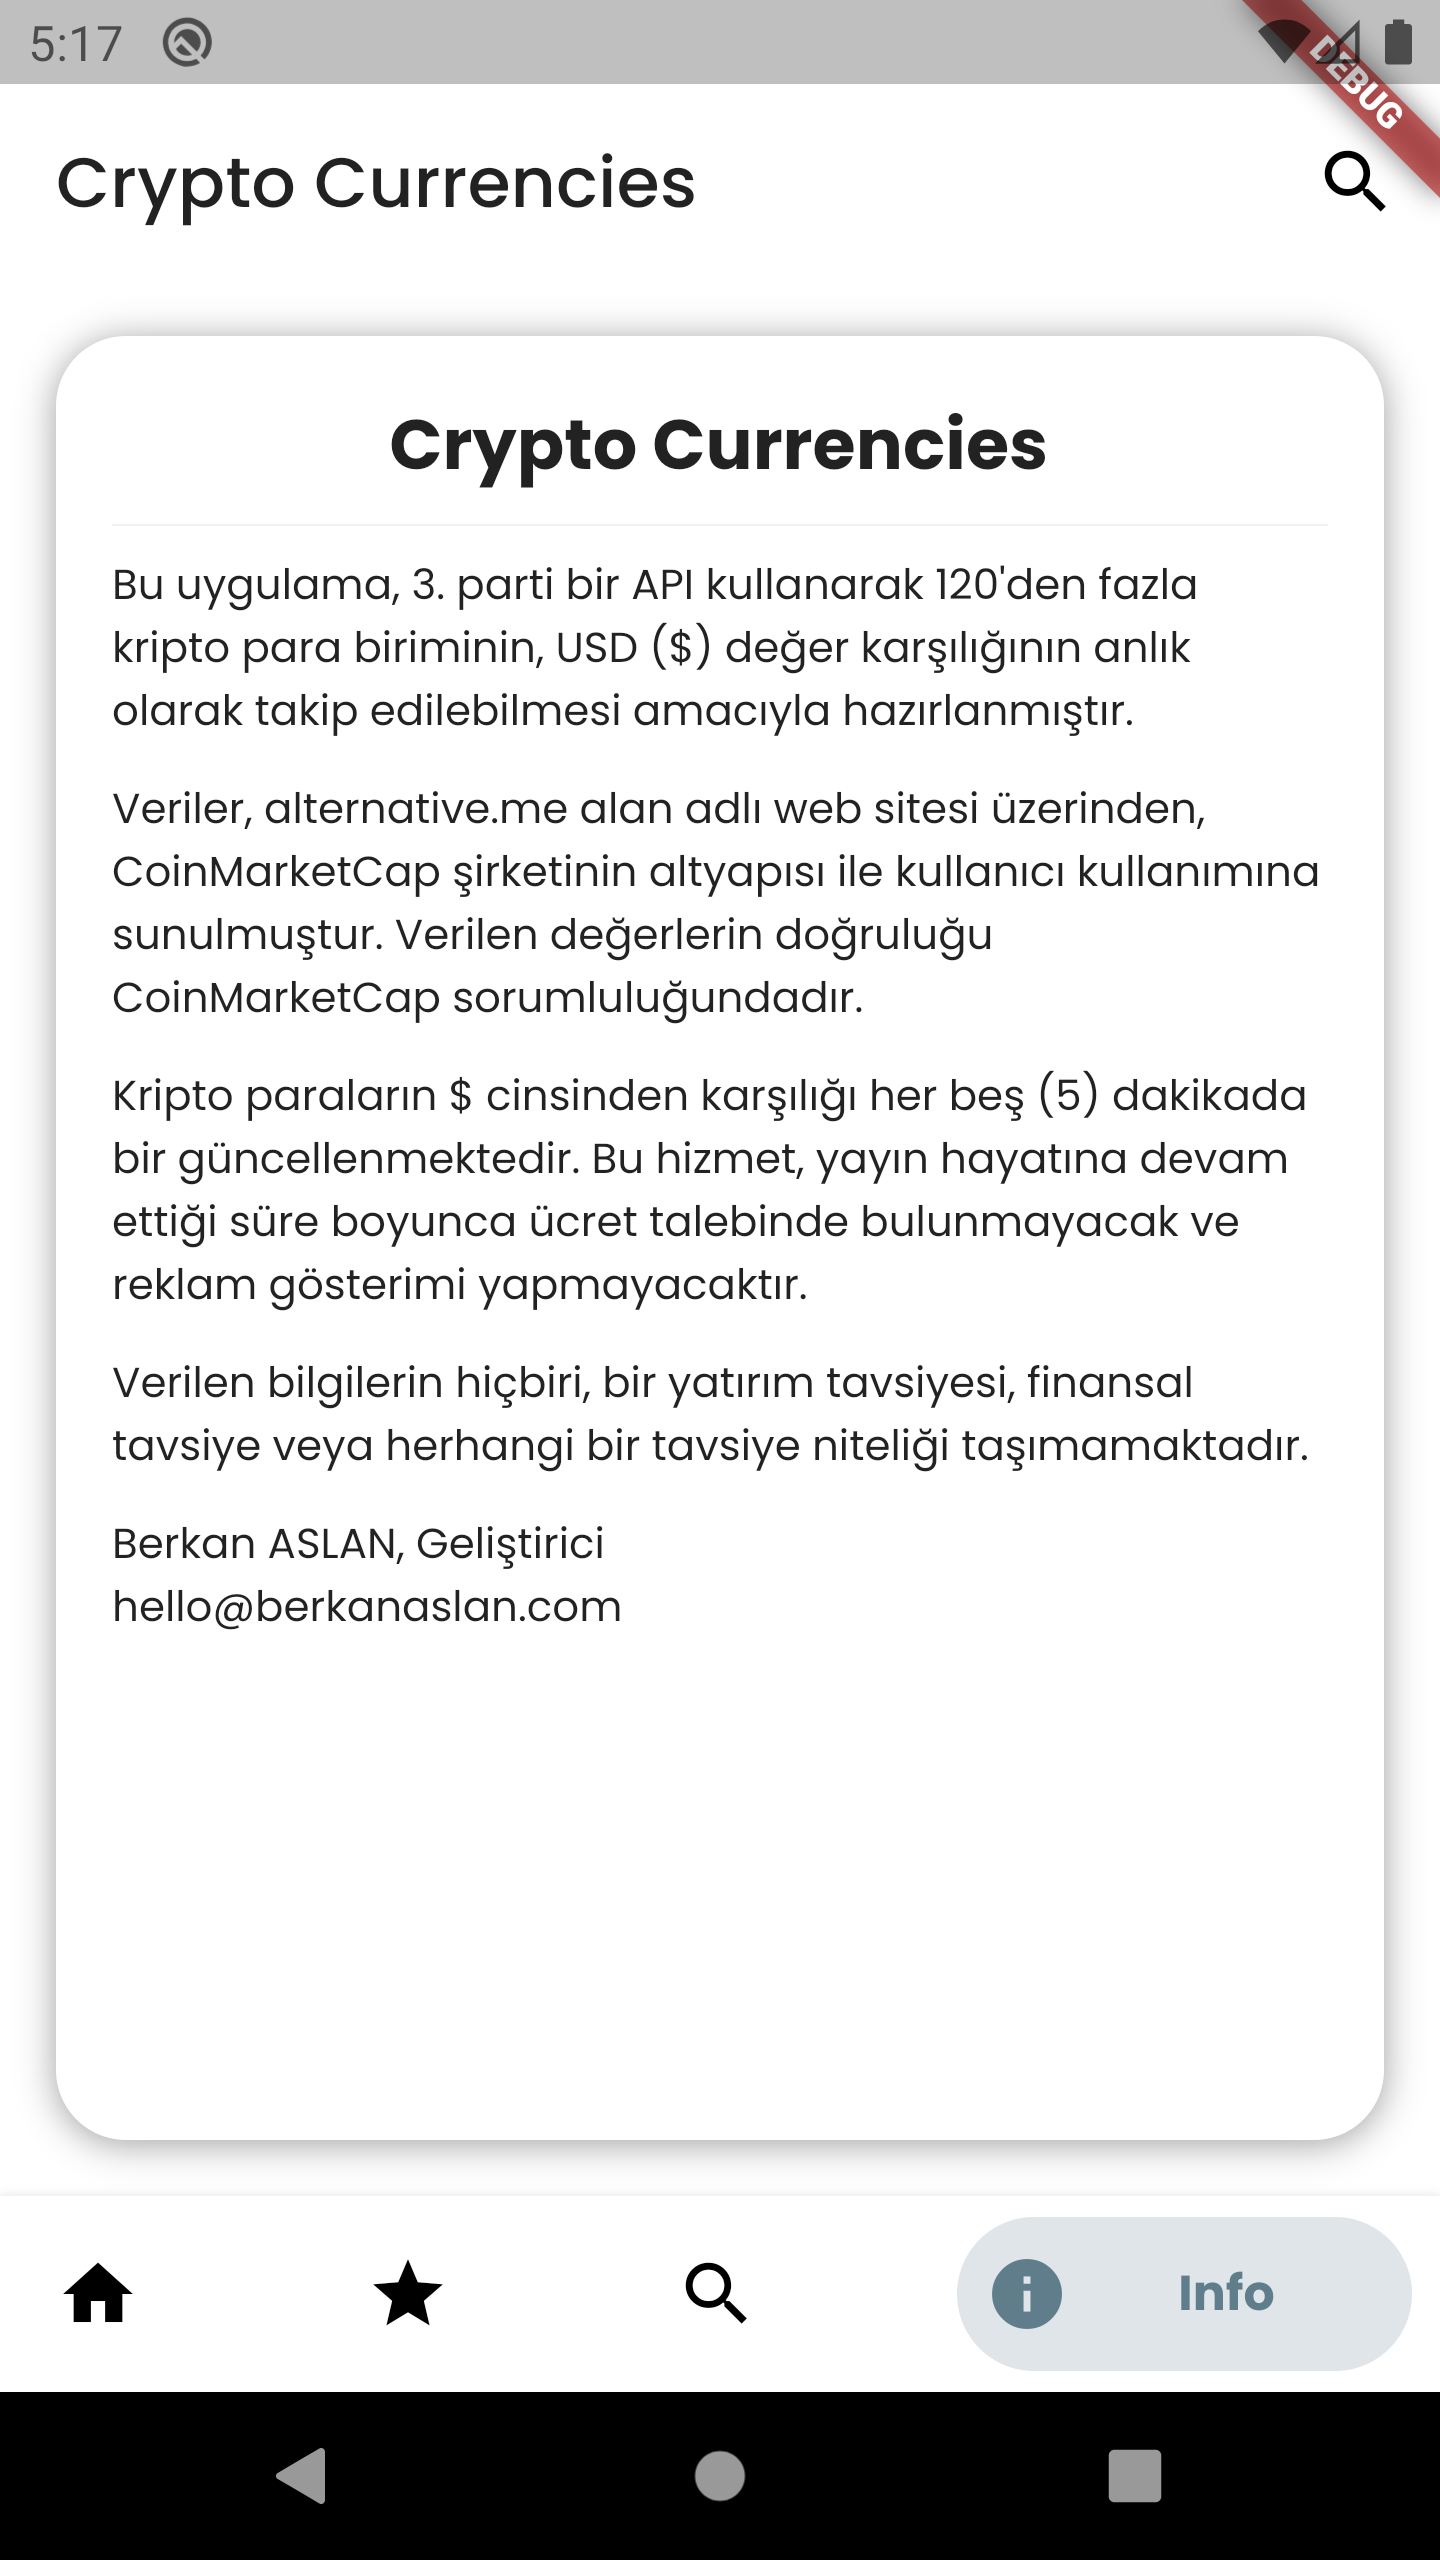 5:17
DEBUG
Crypto Currencies
Crypto Currencies
Bu uygulama, 3. parti bir API kullanarak 120'den fazla
kripto para biriminin, USD ($) değer karşılığının anlık
olarak takip edilebilmesi amacıyla hazırlanmıştır.
Veriler, alternative.me alan adlı web sitesi üzerinden,
CoinMarketCap şirketinin altyapısı ile kullanıcı kullanımına
sunulmuştur. Verilen değerlerin doğruluğu
CoinMarketCap sorumluluğundadır.
Kripto paraların $ cinsinden karşılığı her beş (5) dakikada
bir güncellenmektedir. Bu hizmet, yayın hayatına devam
ettiği süre boyunca ücret talebinde bulunmayacak ve
reklam gösterimi yapmayacaktır.
Verilen bilgilerin hiçbiri, bir yatırım tavsiyesi, finansal
tavsiye veya herhangi bir tavsiye niteliği taşımamaktadır.
Berkan ASLAN, Geliştirici
hello@berkanaslan.com
Info